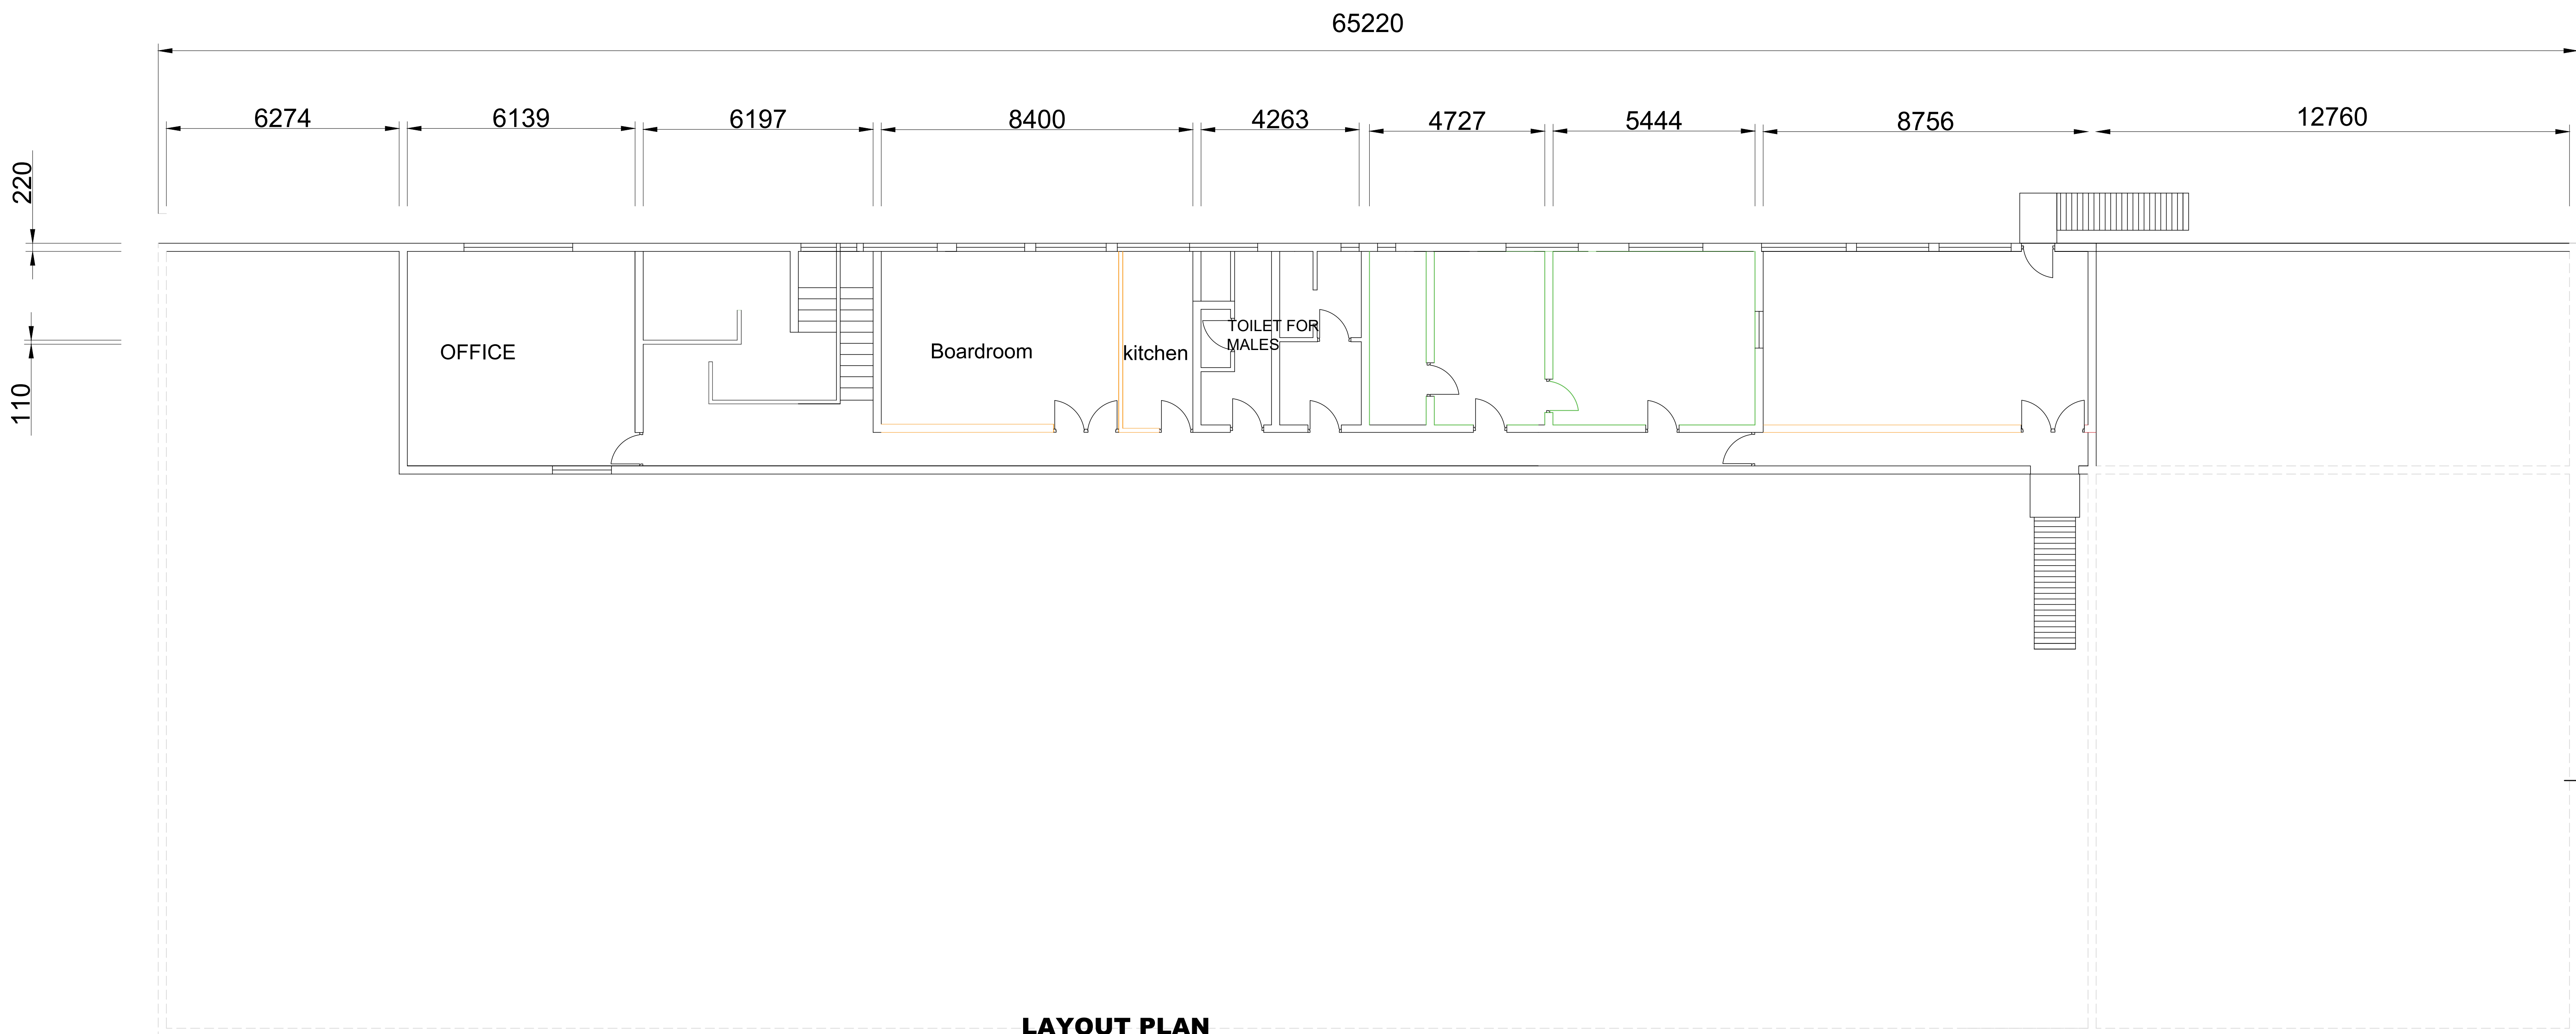 65220
6274 6139 6197 8400 4263 4727 5444 8756 12760
220
110
OFFICE
Boardroom
kitchen
TOILET FOR
MALES
LAYOUT PLAN